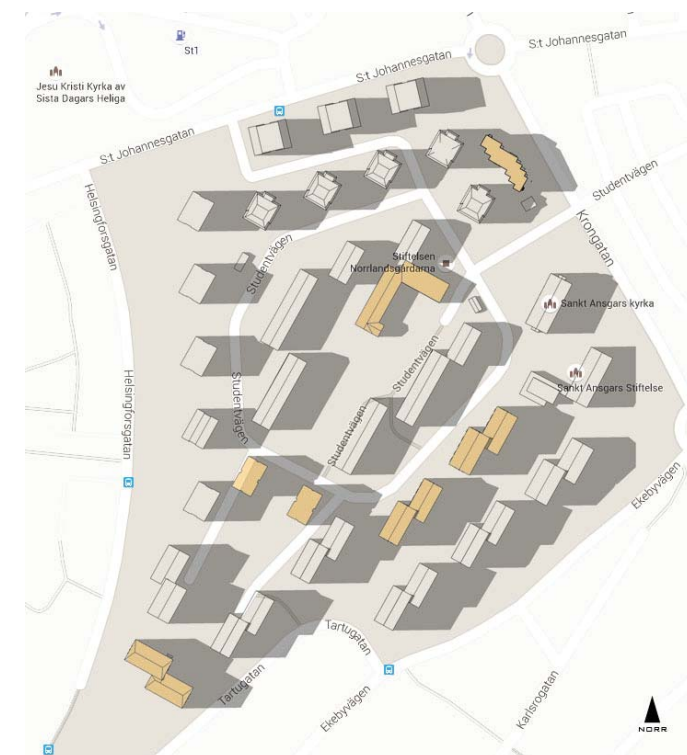 S:t Johannesgatan
St1
S:t Johannesgatan
Jesu Kristi Kyrka av
Sista Dagars Heliga
S:t Johannesgatan
Studentvägen
Helsingforsgatan
Krongatan
Studentvägen
Stiftelsen
Norrlandsgårdarna
Sankt Ansgars kyrka
Studentvägen
Helsingforsgatan
Studentvägen
Sankt Ansgars Stiftelse
Studentvägen
Ekebyvägen
Tartugatan
Tartugatan
Ekebyvägen
Karlsrogatan
NORR